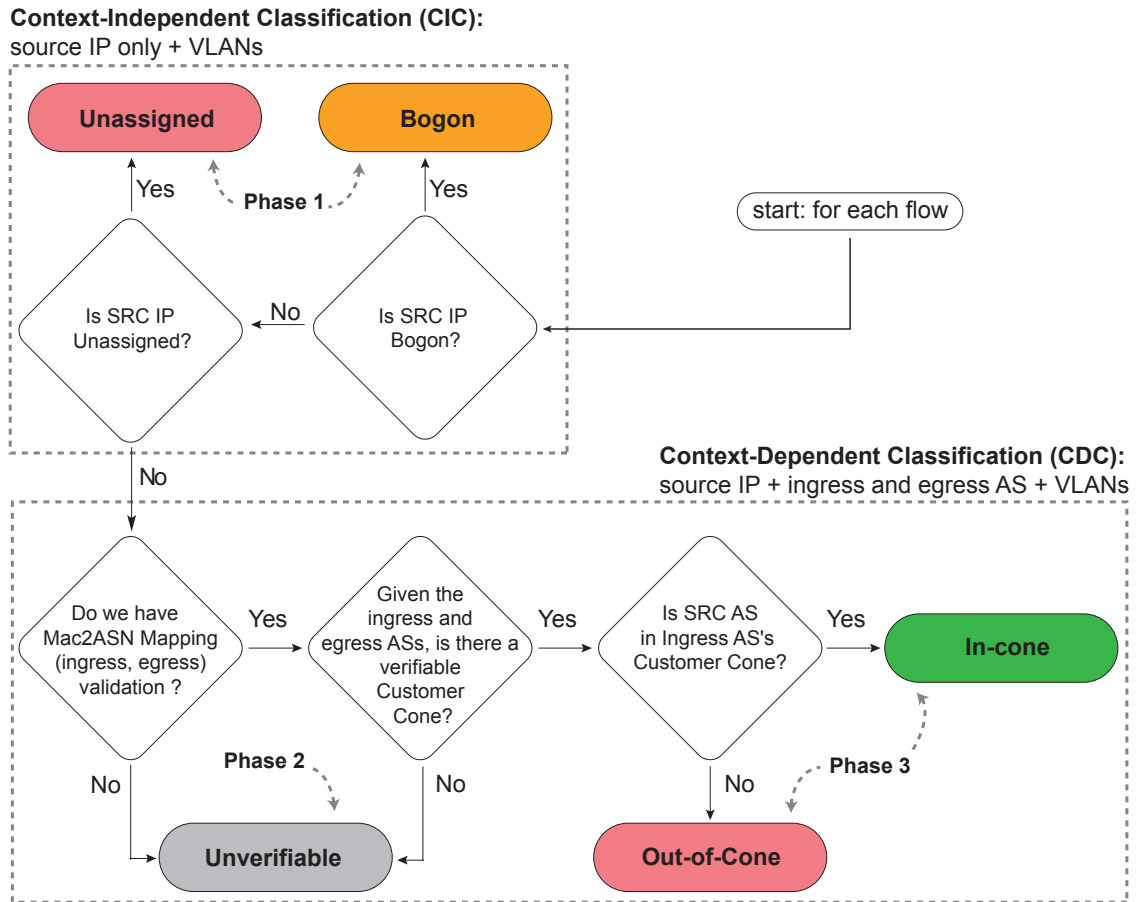 Context-Independent Classification (CIC):
source IP only + VLANs
Unassigned
Bogon
Yes
Phase 1
Yes
start: for each flow
Is SRC IP
Unassigned?
No
Is SRC IP
Bogon?
No
Context-Dependent Classification (CDC):
source IP + ingress and egress AS + VLANs
Do we have
Mac2ASN Mapping
(ingress, egress)
validation ?
Yes
Given the
ingress and
egress ASs, is there a
verifiable
Customer
Cone?
Yes
Is SRC AS
in Ingress AS's
Customer Cone?
Yes
In-cone
No
Phase 2
No
No
Phase 3
Unverifiable
Out-of-Cone